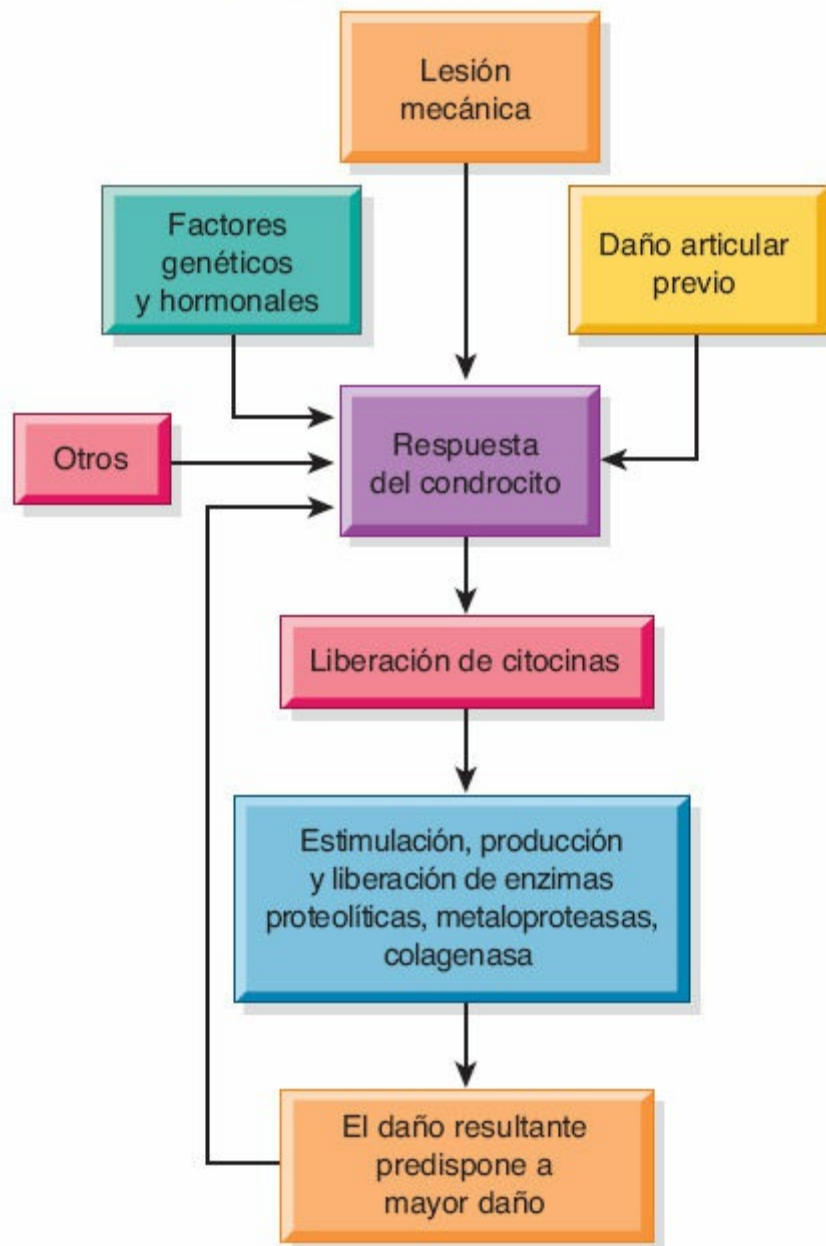 Lesión
mecánica
Factores
genéticos
y hormonales
Daño articular
previo
Otros
Respuesta
del condrocito
Liberación de citocinas
Estimulación, producción
y liberación de enzimas
proteolíticas, metaloproteasas,
colagenasa
El daño resultante
predispone a
mayor daño